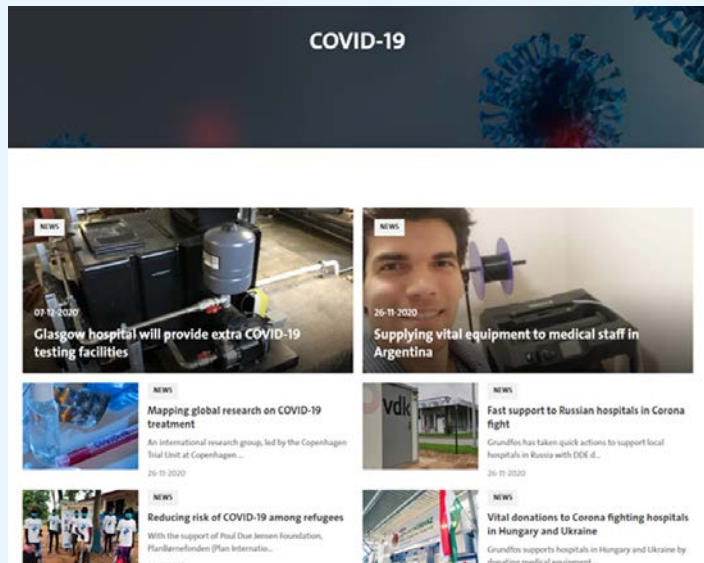 COVID-19
NEWS
07-12-2020
Glasgow hospital will provide extra COVID-19
testing facilities
NEWS
26-11-2020
Supplying vital equipment to medical staff in
Argentina
NEWS
Mapping global research on COVID-19
treatment
An international research group, led by the Copenhagen
Trial Unit at Copenhagen ...
26-11-2020
vdk
NEWS
Fast support to Russian hospitals in Corona
fight
Grundfos has taken quick actions to support local
hospitals in Russia with DDE d...
26-11-2020
NEWS
Reducing risk of COVID-19 among refugees
With the support of Poul Due Jensen Foundation,
PlanBørnefonden (Plan Internatio...
NEWS
Vital donations to Corona fighting hospitals
in Hungary and Ukraine
Grundfos supports hospitals in Hungary and Ukraine by
donating medical equipment